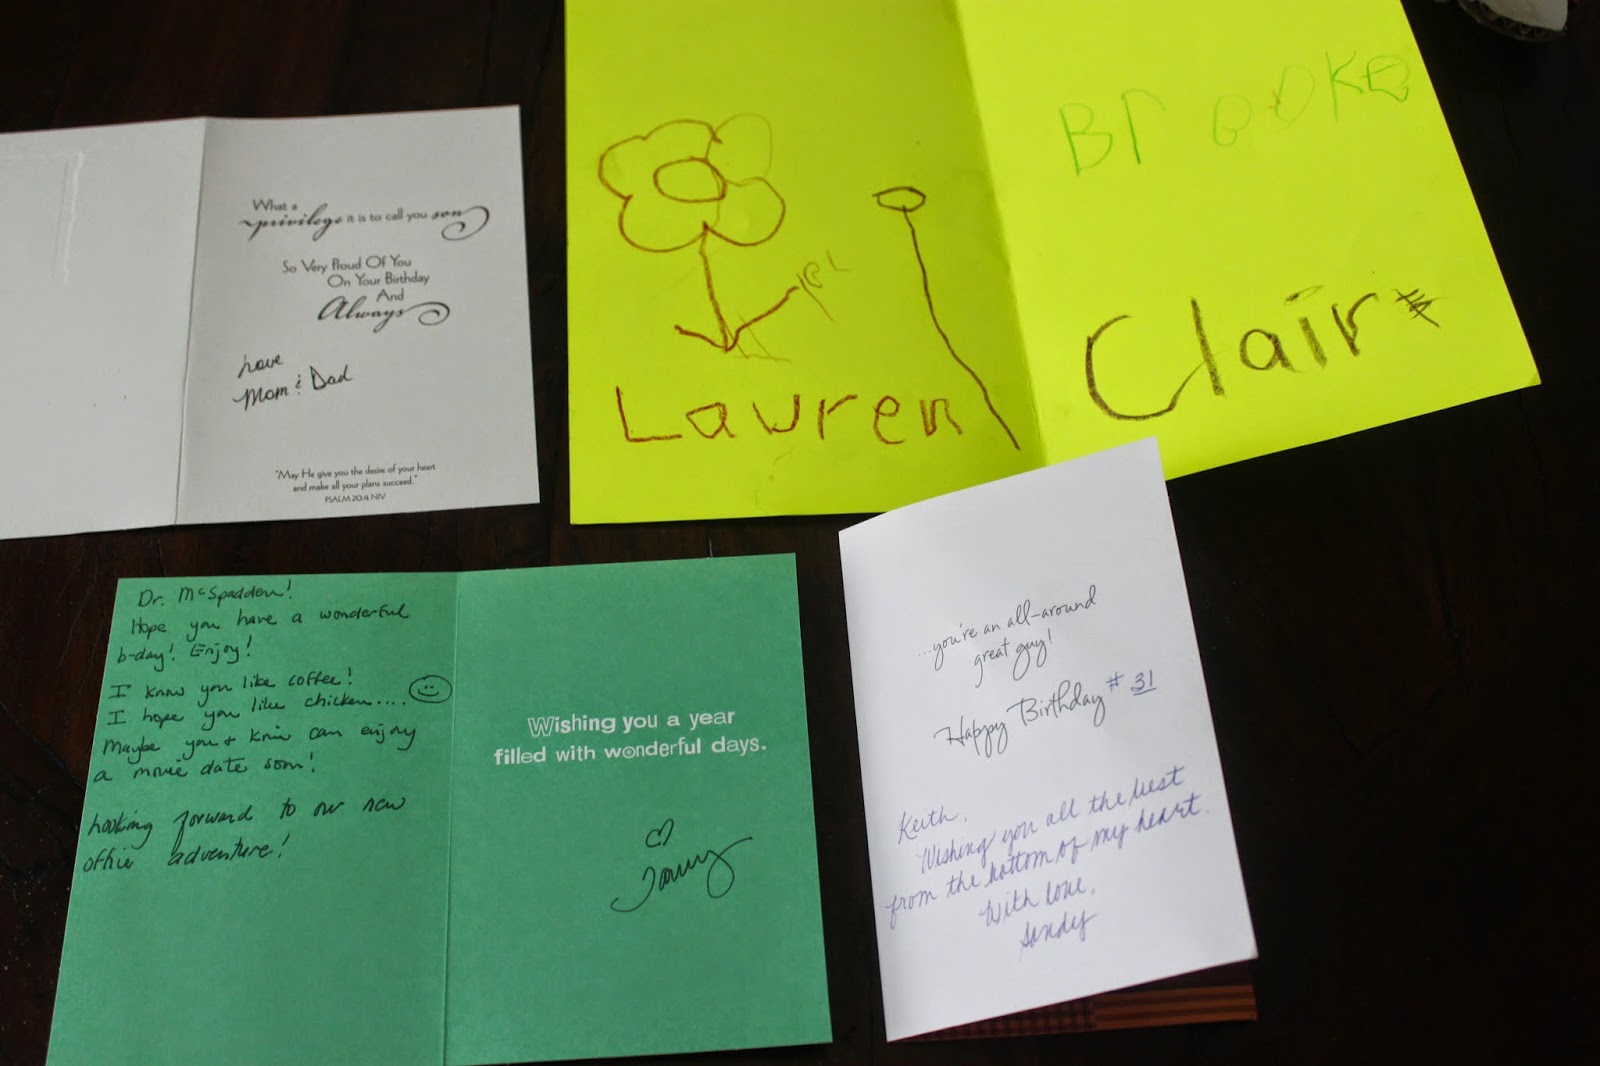 What a
privilege it is to call you son
So Very Proud Of You
On Your Birthday
And
Always
Love
Mom & Dad
"May He give you the desire of your heart
and make all your plans succeed."
PSALM 20:4 NIV
Lauren
Brooke
Clair
Dr. McSpadden!
Hope you have a wonderful
b-day! Enjoy!
I know you like coffee!
I hope you like chicken....
Maybe you & Kris can enjoy
a movie date soon!
Looking forward to our new
office adventure!
Wishing you a year
filled with wonderful days.
...you're an all-around
great guy!
Happy Birthday # 31
Keith,
Wishing you all the best
from the bottom of my heart.
With love,
Sandy